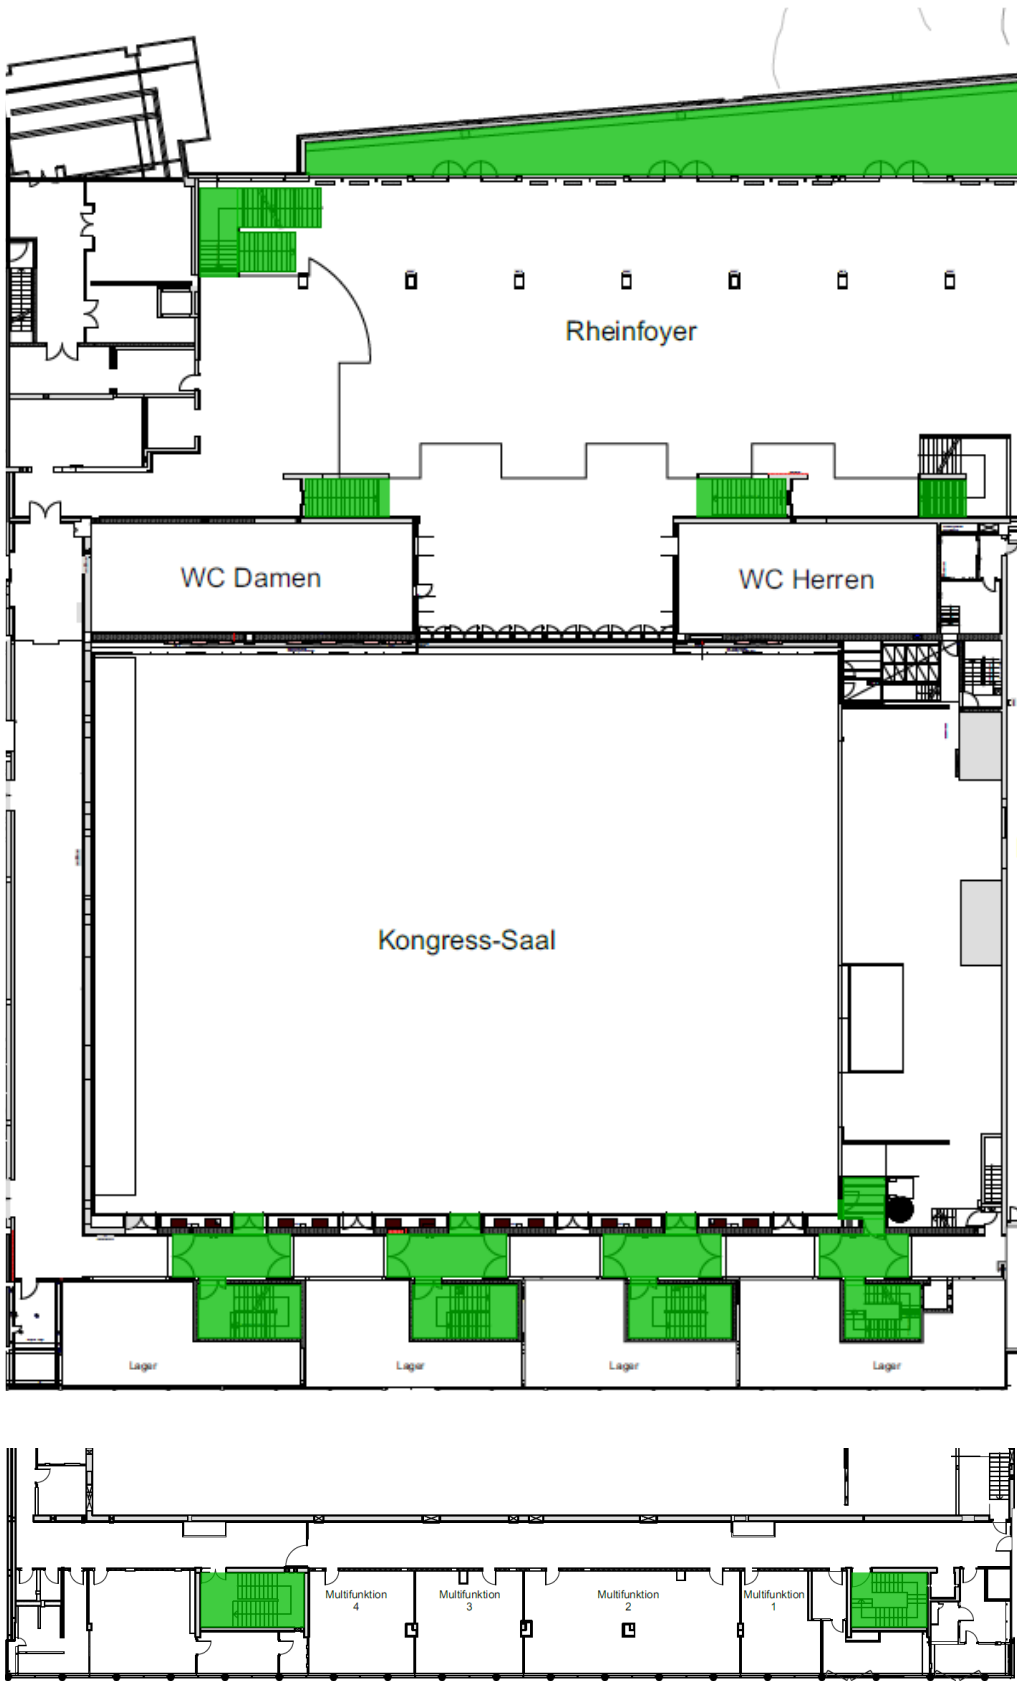 Rheinfoyer
WC Damen
WC Herren
Kongress-Saal
Lager
Lager
Lager
Lager
Multifunktion
4
Multifunktion
3
Multifunktion
2
Multifunktion
1